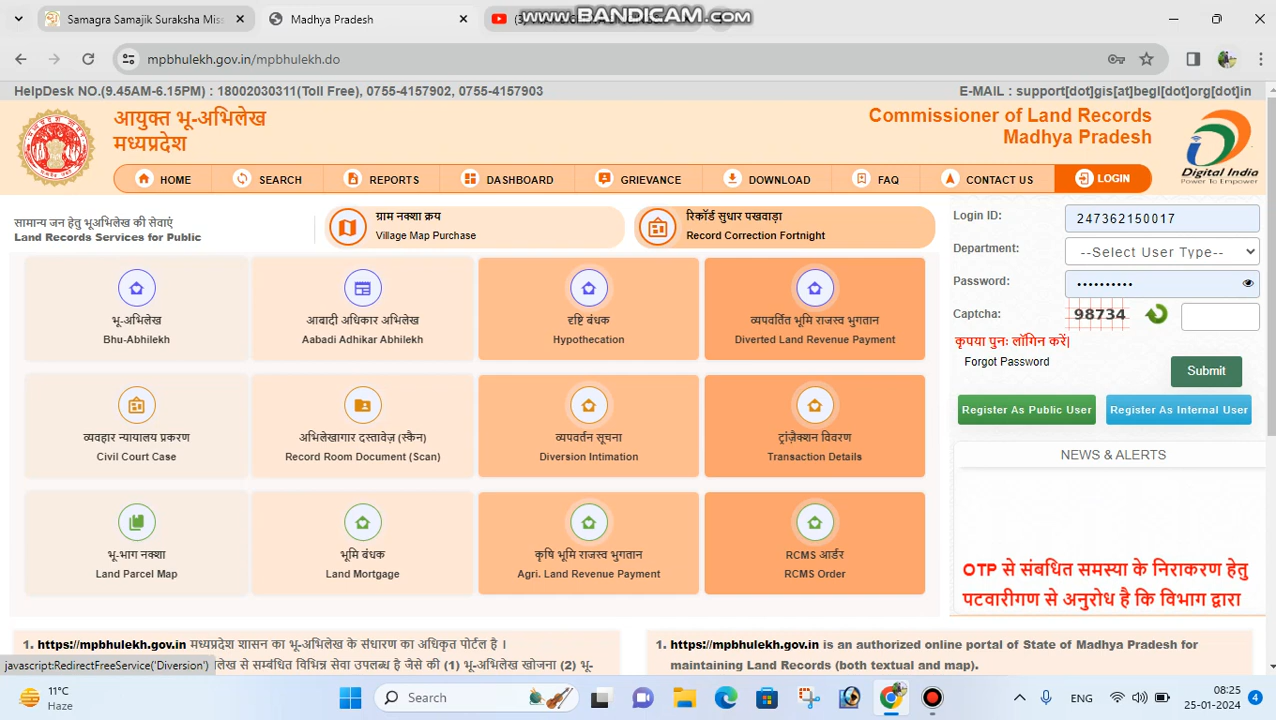 Samagra Samajik Suraksha Miss
Madhya Pradesh
WWW.BANDICAM.COM
mpbhulekh.gov.in/mpbhulekh.do
HelpDesk NO.(9.45AM-6.15PM) : 18002030311(Toll Free), 0755-4157902, 0755-4157903
E-MAIL : support[dot]gis[at]begl[dot]org[dot]in
आयुक्त भू-अभिलेख
मध्यप्रदेश
Commissioner of Land Records
Madhya Pradesh
Digital India
Power To Empower
HOME SEARCH REPORTS DASHBOARD GRIEVANCE DOWNLOAD FAQ CONTACT US LOGIN
सामान्य जन हेतु भूअभिलेख की सेवाएं
Land Records Services for Public
ग्राम नक्शा क्रय
Village Map Purchase
रिकॉर्ड सुधार पखवाड़ा
Record Correction Fortnight
Login ID: 247362150017
Department: --Select User Type--
Password: ••••••••••
Captcha: 98734
कृपया पुनः लॉगिन करें|
Forgot Password
Submit
Register As Public User Register As Internal User
भू-अभिलेख
Bhu-Abhilekh
आबादी अधिकार अभिलेख
Aabadi Adhikar Abhilekh
दृष्टि बंधक
Hypothecation
व्यपवर्तित भूमि राजस्व भुगतान
Diverted Land Revenue Payment
व्यवहार न्यायालय प्रकरण
Civil Court Case
अभिलेखागार दस्तावेज़ (स्कैन)
Record Room Document (Scan)
व्यपवर्तन सूचना
Diversion Intimation
ट्रांज़ैक्शन विवरण
Transaction Details
भू-भाग नक्शा
Land Parcel Map
भूमि बंधक
Land Mortgage
कृषि भूमि राजस्व भुगतान
Agri. Land Revenue Payment
RCMS आर्डर
RCMS Order
NEWS & ALERTS
OTP से संबधित समस्या के निराकरण हेतु
पटवारीगण से अनुरोध है कि विभाग द्वारा
1. https://mpbhulekh.gov.in मध्यप्रदेश शासन का भू-अभिलेख के संधारण का अधिकृत पोर्टल है ।
लेख से सम्बंधित विभिन्न सेवा उपलब्ध है जैसे की (1) भू-अभिलेख खोजना (2) भू-
1. https://mpbhulekh.gov.in is an authorized online portal of State of Madhya Pradesh for
maintaining Land Records (both textual and map).
javascript:RedirectFreeService('Diversion')
11°C
Haze
Search
ENG
08:25
25-01-2024
4